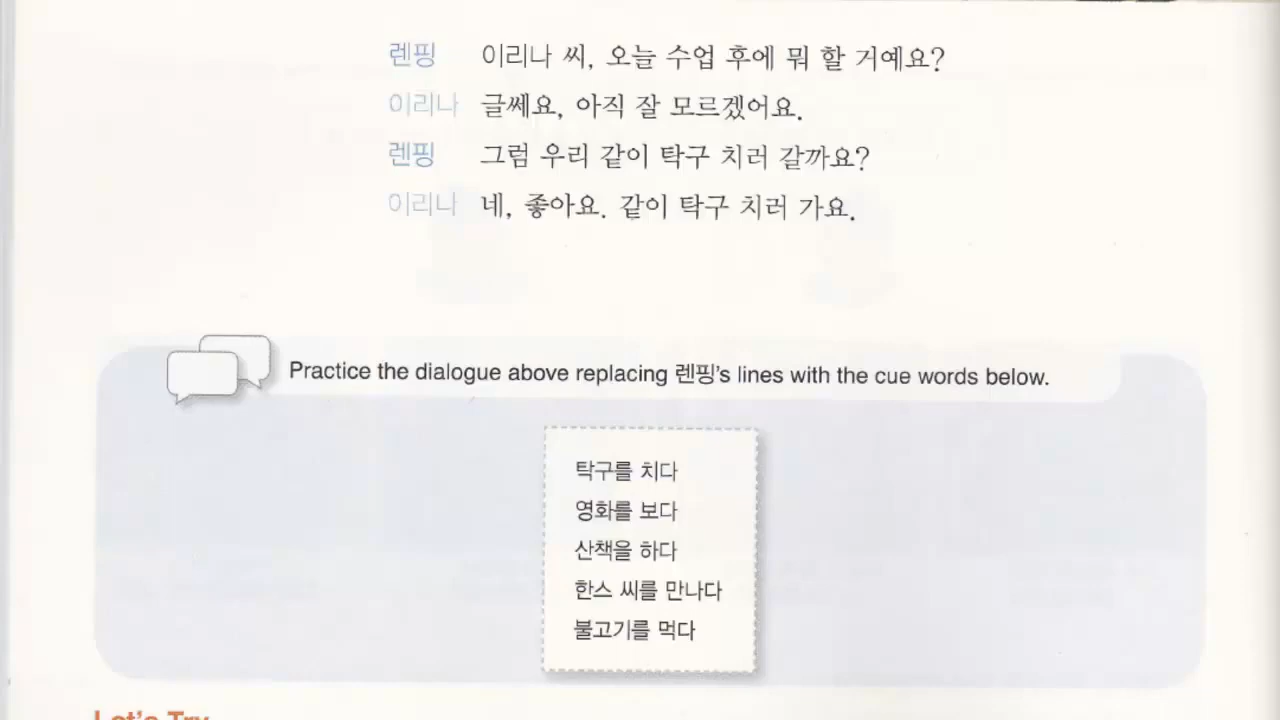 렌핑 이리나 씨, 오늘 수업 후에 뭐 할 거예요?
이리나 글쎄요, 아직 잘 모르겠어요.
렌핑 그럼 우리 같이 탁구 치러 갈까요?
이리나 네, 좋아요. 같이 탁구 치러 가요.
Practice the dialogue above replacing 렌핑's lines with the cue words below.
탁구를 치다
영화를 보다
산책을 하다
한스 씨를 만나다
불고기를 먹다
Let's Try